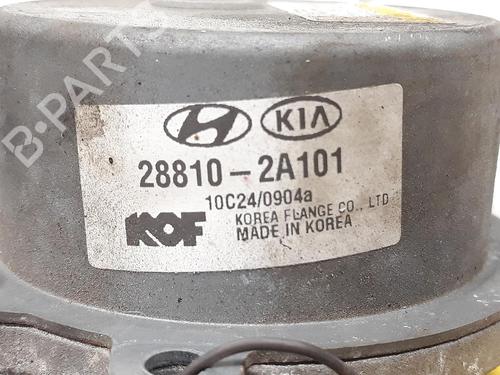 B-PARTS
KIA
28810-2A101
10C24/0904a
KOF
KOREA FLANGE CO., LTD
MADE IN KOREA